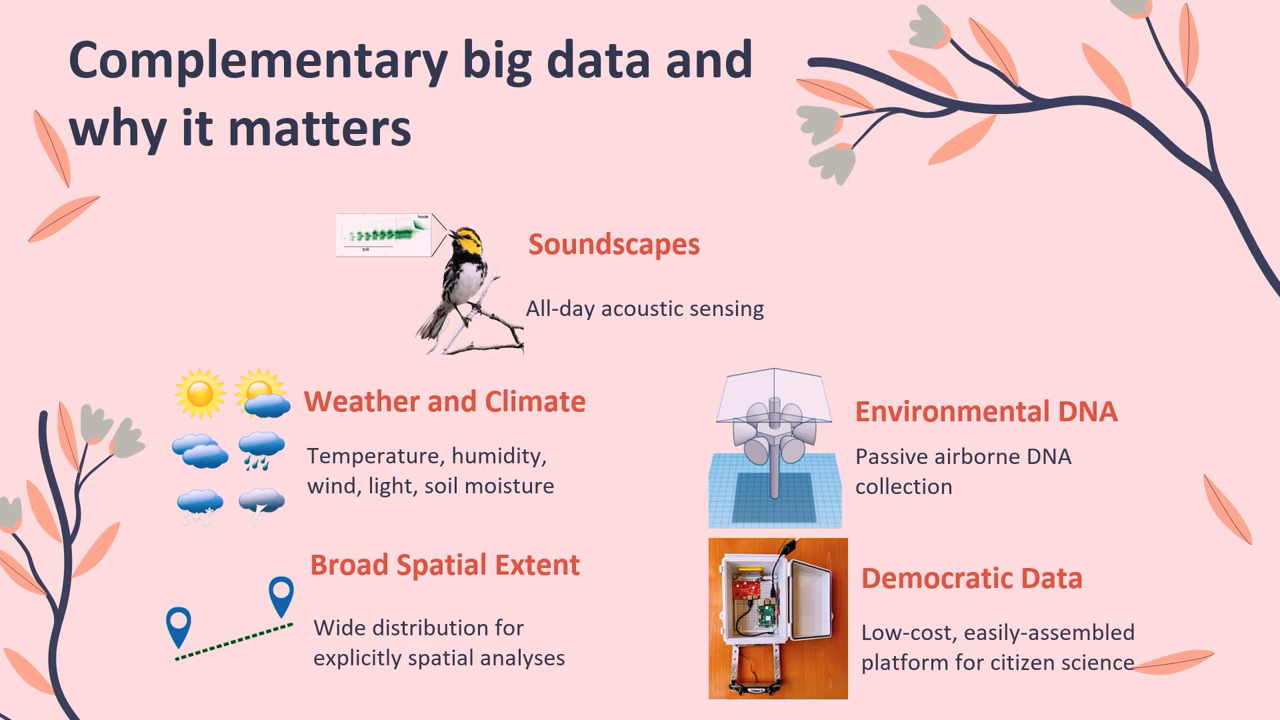 Complementary big data and
why it matters
hook
trill
Soundscapes
All-day acoustic sensing
Weather and Climate
Temperature, humidity,
wind, light, soil moisture
Environmental DNA
Passive airborne DNA
collection
Broad Spatial Extent
Wide distribution for
explicitly spatial analyses
Democratic Data
Low-cost, easily-assembled
platform for citizen science